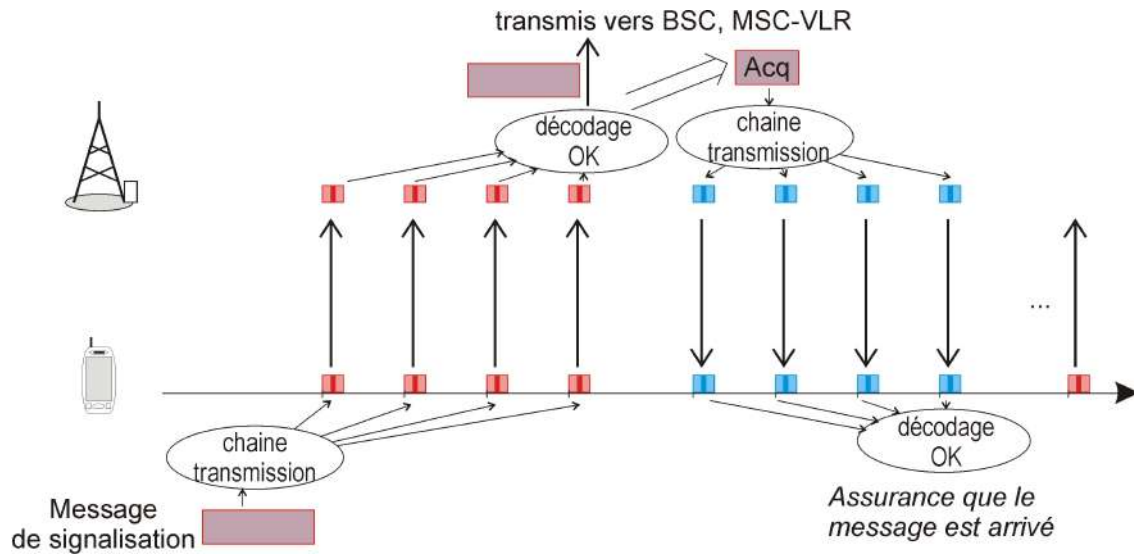 transmis vers BSC, MSC-VLR
Acq
décodage
OK
chaine
transmission
...
chaine
transmission
décodage
OK
Message
de signalisation
Assurance que le
message est arrivé